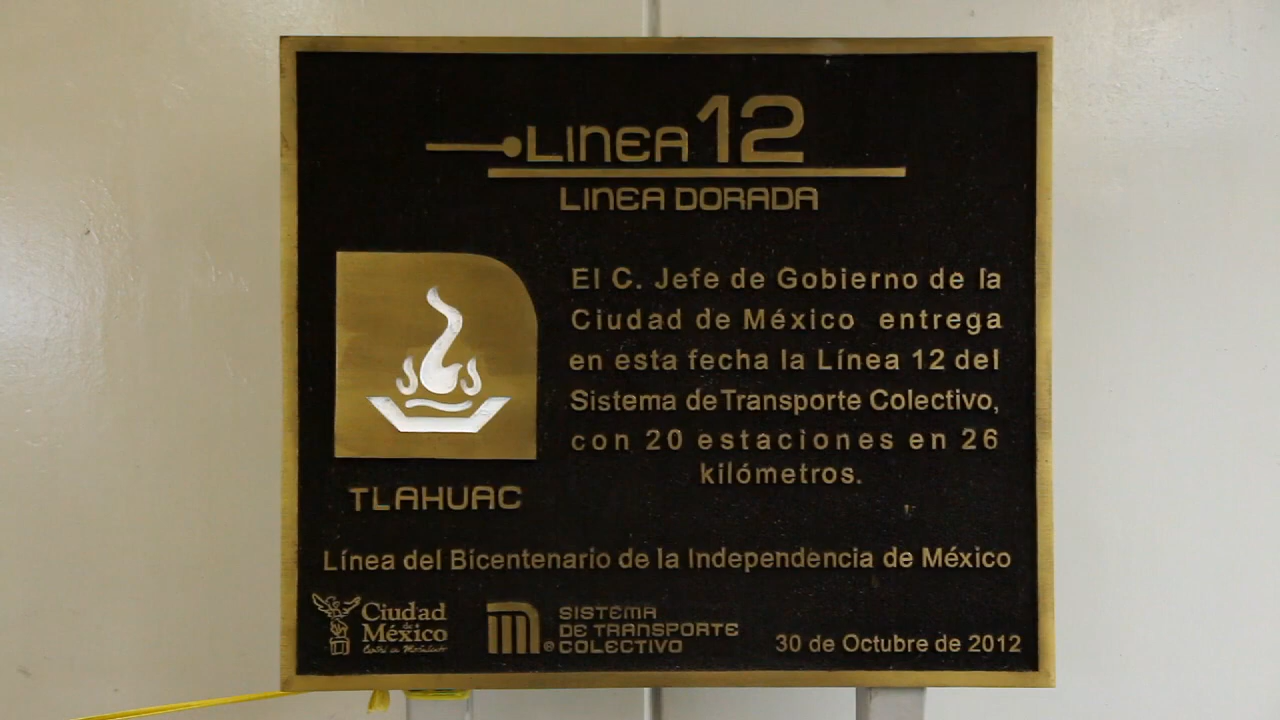 LINEA 12
LINEA DORADA
El C. Jefe de Gobierno de la
Ciudad de México entrega
en esta fecha la Línea 12 del
Sistema de Transporte Colectivo,
con 20 estaciones en 26
kilómetros.
TLAHUAC
Línea del Bicentenario de la Independencia de México
Ciudad
de
México
SISTEMA
DE TRANSPORTE
COLECTIVO
30 de Octubre de 2012